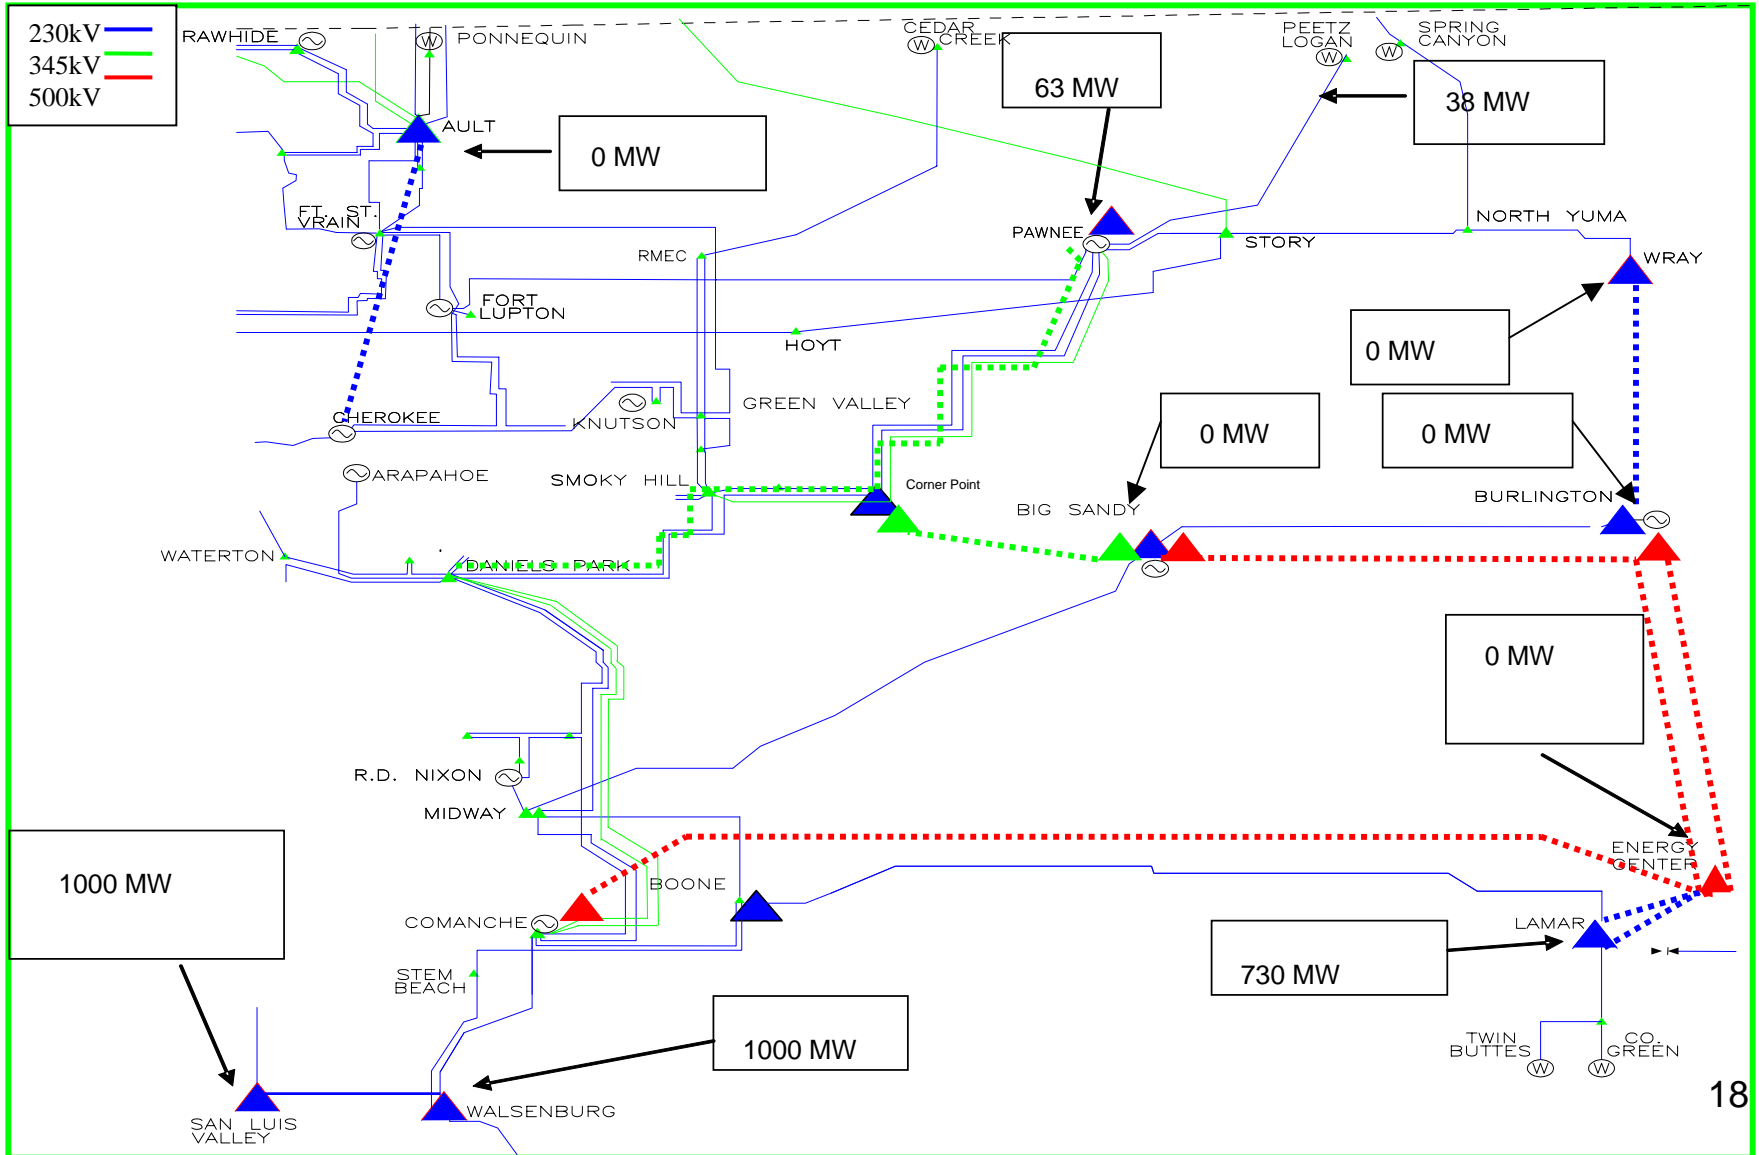 230kV
345kV
500kV
RAWHIDE
PONNEQUIN
CEDAR
CREEK
PEETZ
LOGAN
SPRING
CANYON
W
W
W
W
63 MW
38 MW
AULT
0 MW
FT. ST.
VRAIN
PAWNEE
STORY
NORTH YUMA
RMEC
WRAY
FORT
LUPTON
HOYT
0 MW
CHEROKEE
KNUTSON
GREEN VALLEY
0 MW
0 MW
ARAPAHOE
SMOKY HILL
Corner Point
BIG SANDY
BURLINGTON
WATERTON
DANIELS PARK
0 MW
R.D. NIXON
MIDWAY
ENERGY
CENTER
1000 MW
BOONE
COMANCHE
LAMAR
730 MW
STEM
BEACH
1000 MW
TWIN
BUTTES
CO.
GREEN
W
W
18
SAN LUIS
VALLEY
WALSENBURG